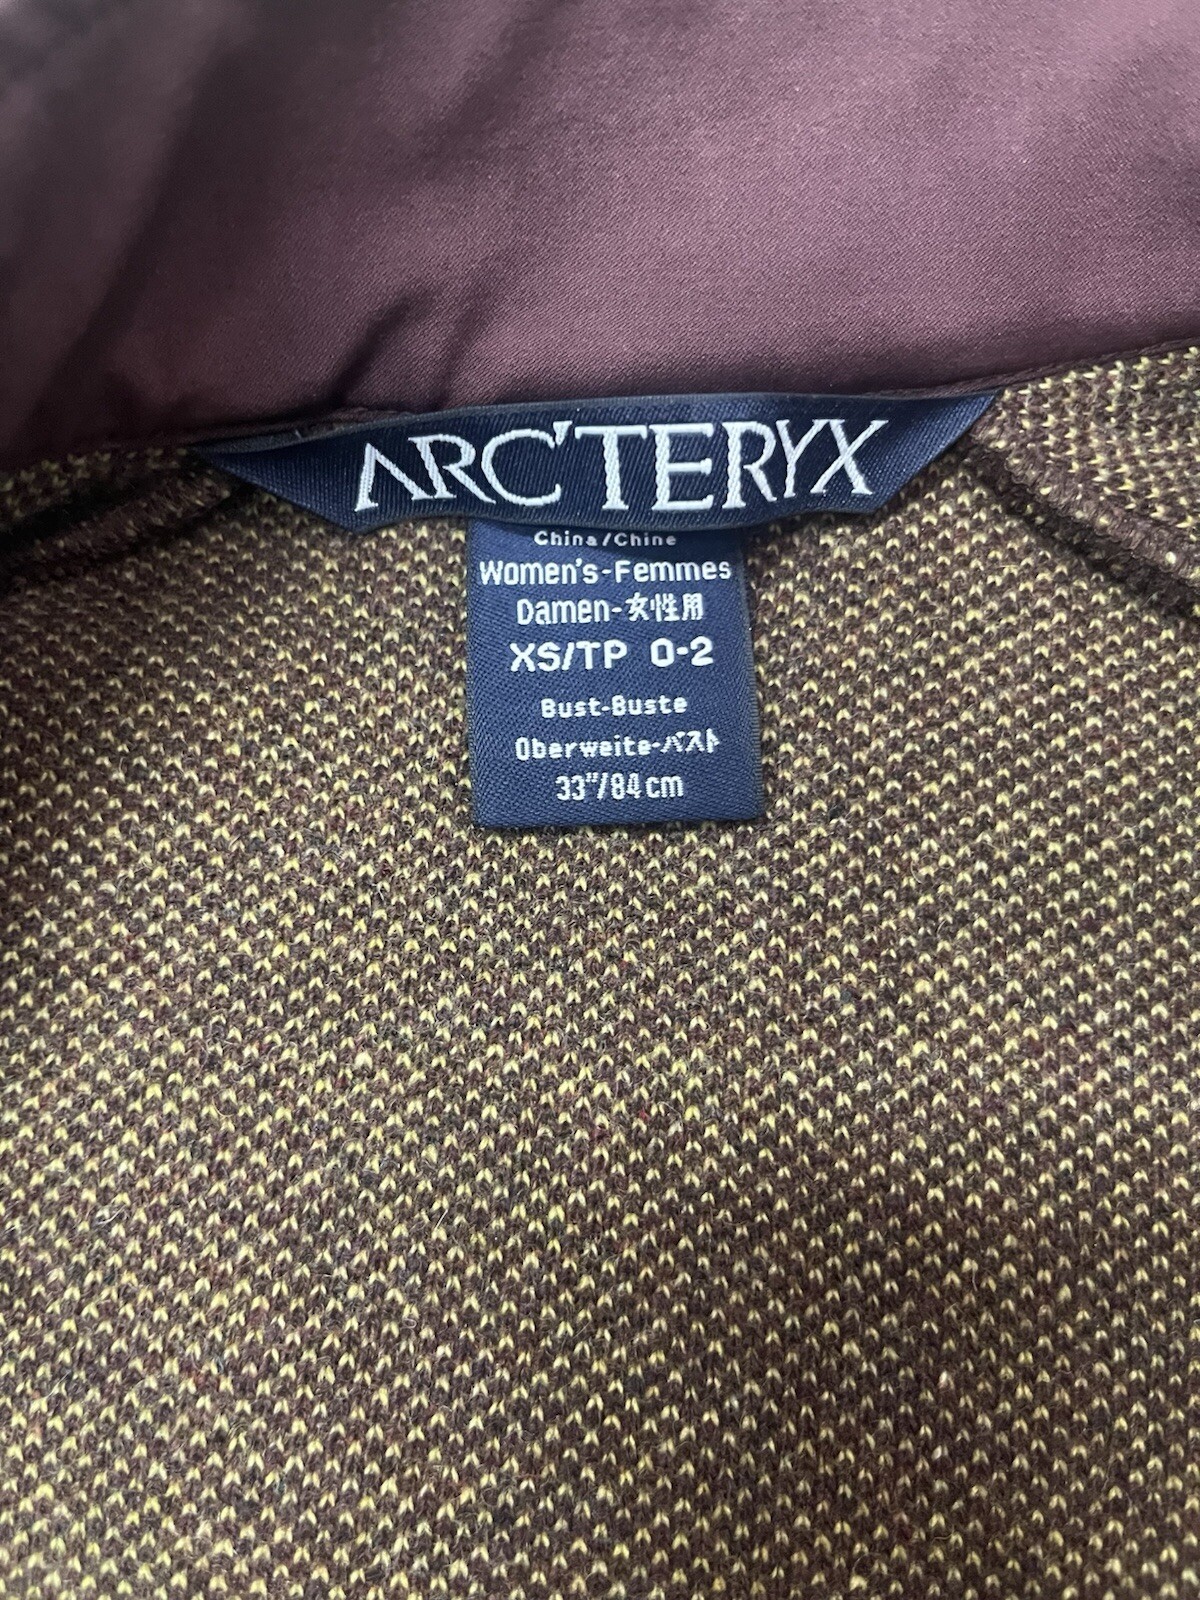 ARC'TERYX
China/Chine
Women's-Femmes
Damen-女性用
XS/TP 0-2
Bust-Buste
Oberweite-バスト
33"/84cm